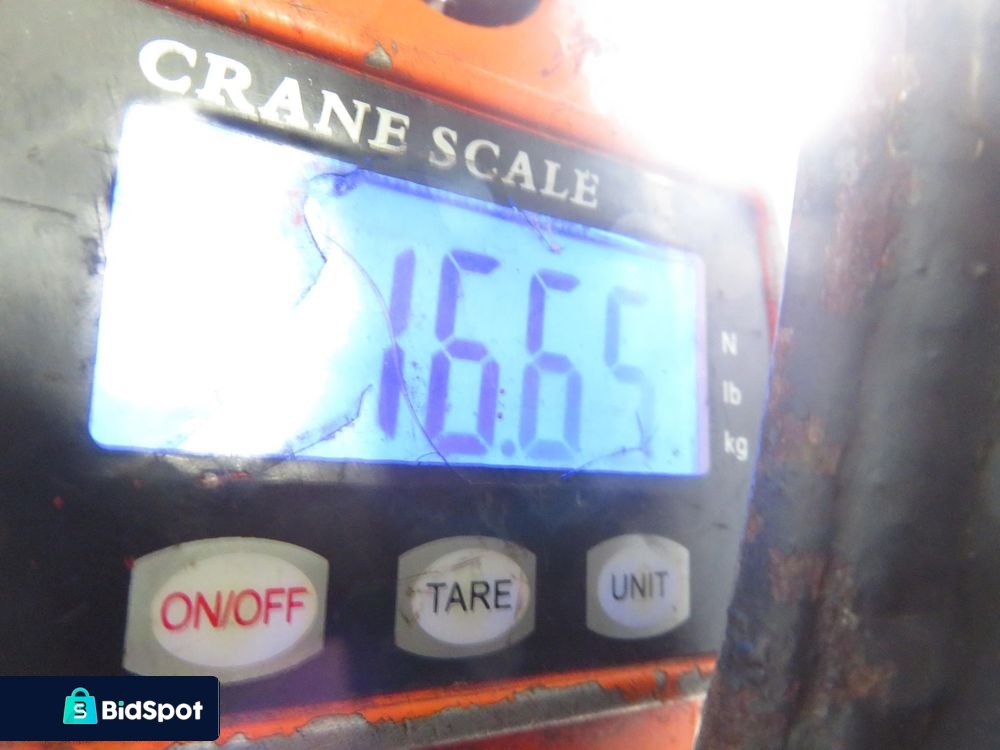 CRANE SCALE
16.65
N
lb
kg
ON/OFF
TARE
UNIT
BidSpot